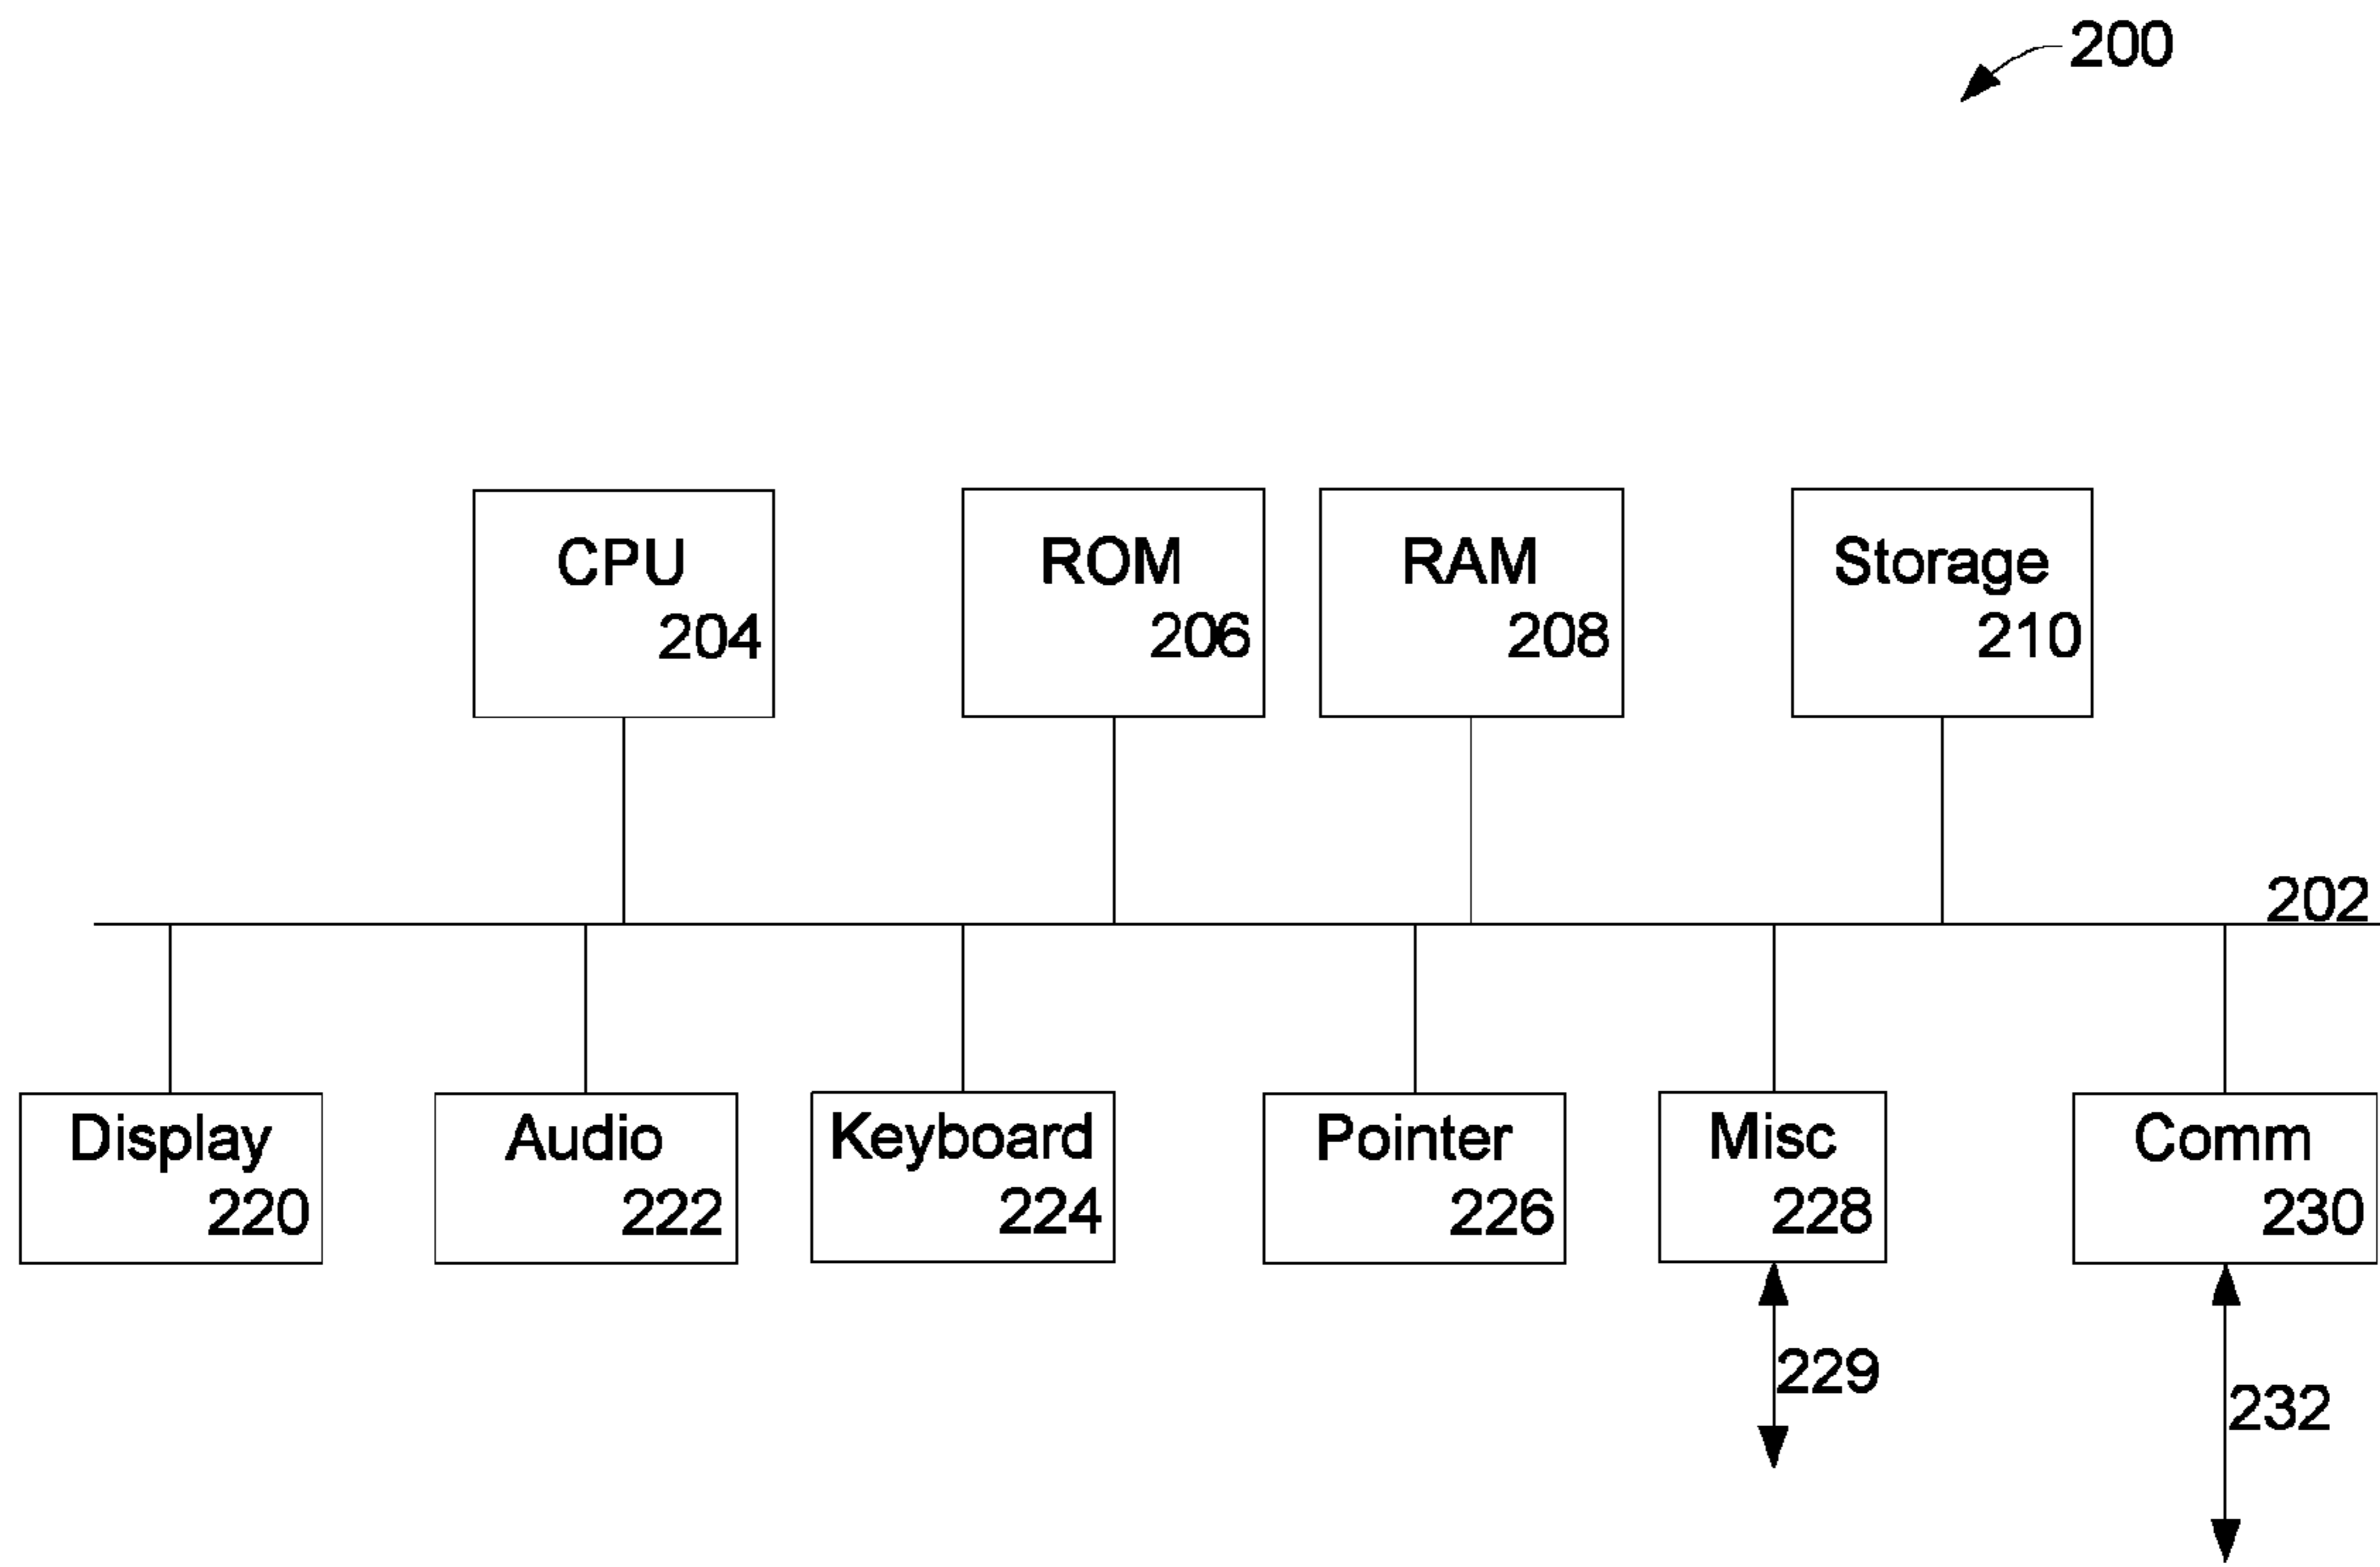 200
CPU
204
ROM
206
RAM
208
Storage
210
202
Display
220
Audio
222
Keyboard
224
Pointer
226
Misc
228
Comm
230
229
232